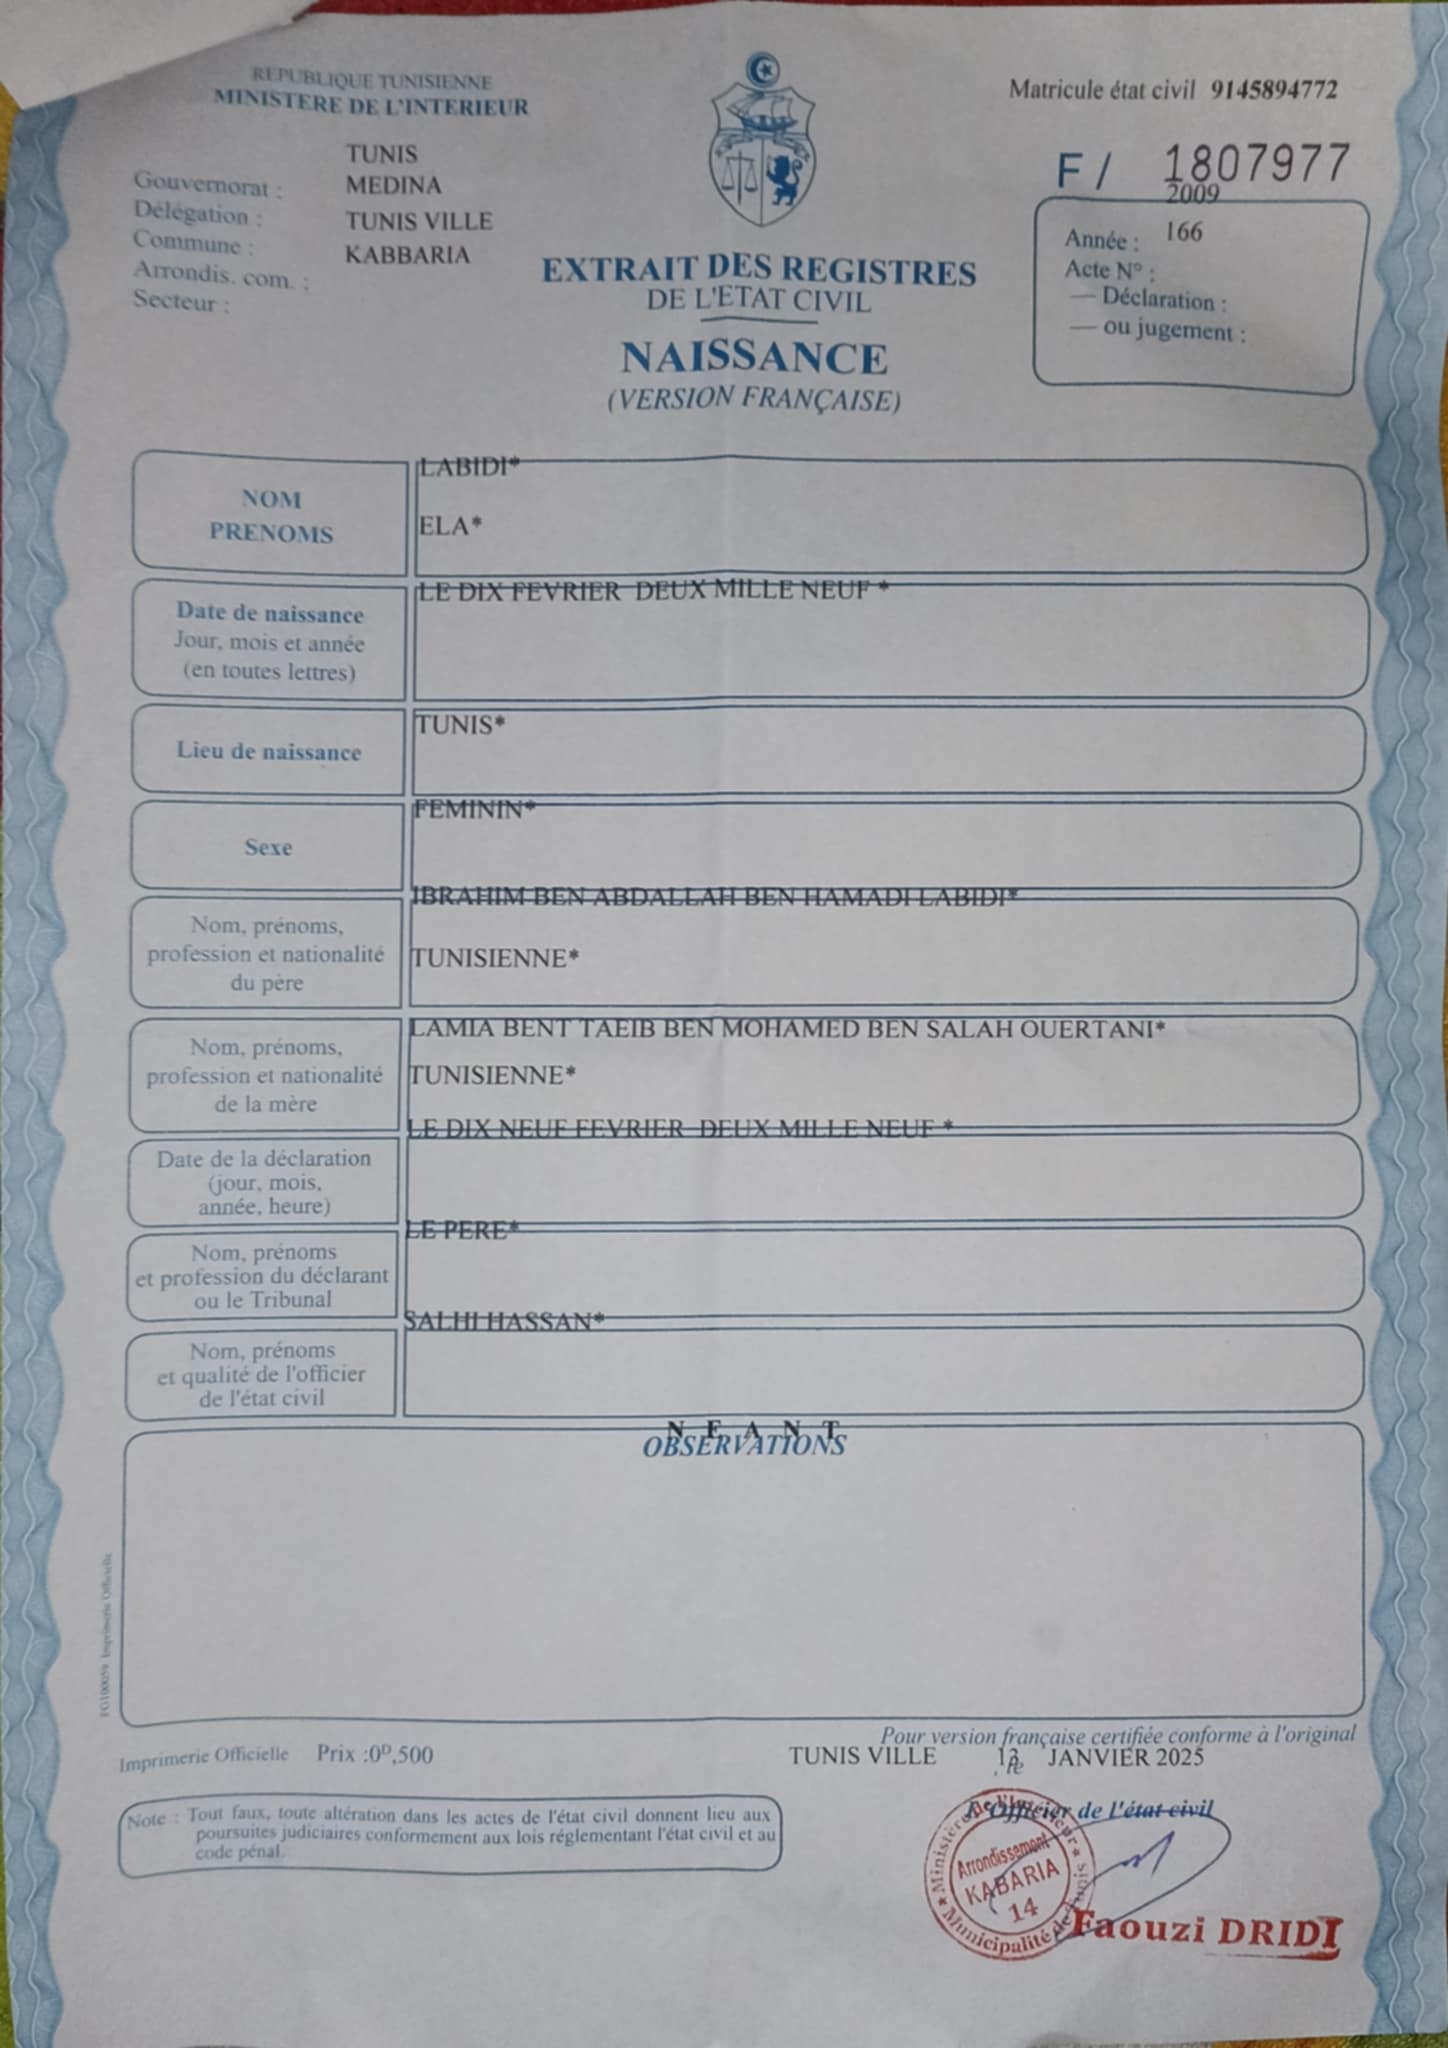 REPUBLIQUE TUNISIENNE
MINISTERE DE L'INTERIEUR
Matricule état civil 9145894772
F/ 1807977
TUNIS
Gouvernorat : MEDINA
Délégation : TUNIS VILLE
Commune : KABBARIA
Arrondis. com. :
Secteur :
2009
Année : 166
Acte N° :
— Déclaration :
— ou jugement :
EXTRAIT DES REGISTRES
DE L'ETAT CIVIL
NAISSANCE
(VERSION FRANÇAISE)
NOM
PRENOMS
LABIDI*
ELA*
Date de naissance
Jour, mois et année
(en toutes lettres)
LE DIX FEVRIER DEUX MILLE NEUF *
Lieu de naissance
TUNIS*
Sexe
FEMININ*
Nom, prénoms,
profession et nationalité
du père
IBRAHIM BEN ABDALLAH BEN HAMADI LABIDI*
TUNISIENNE*
Nom, prénoms,
profession et nationalité
de la mère
LAMIA BENT TAEIB BEN MOHAMED BEN SALAH OUERTANI*
TUNISIENNE*
Date de la déclaration
(jour, mois,
année, heure)
LE DIX NEUF FEVRIER DEUX MILLE NEUF *
Nom, prénoms
et profession du déclarant
ou le Tribunal
LE PERE*
Nom, prénoms
et qualité de l'officier
de l'état civil
SALHI HASSAN*
N E A N T
OBSERVATIONS
Imprimerie Officielle
Imprimerie Officielle Prix :0ᴰ,500
Pour version française certifiée conforme à l'original
TUNIS VILLE , le JANVIER 2025
L'Officier de l'état civil
Note : Tout faux, toute altération dans les actes de l'état civil donnent lieu aux
poursuites judiciaires conformement aux lois réglementant l'état civil et au
code pénal.
Ministère de l'Intérieur
Arrondissement
KABARIA
14
Municipalité de Tunis
Faouzi DRIDI